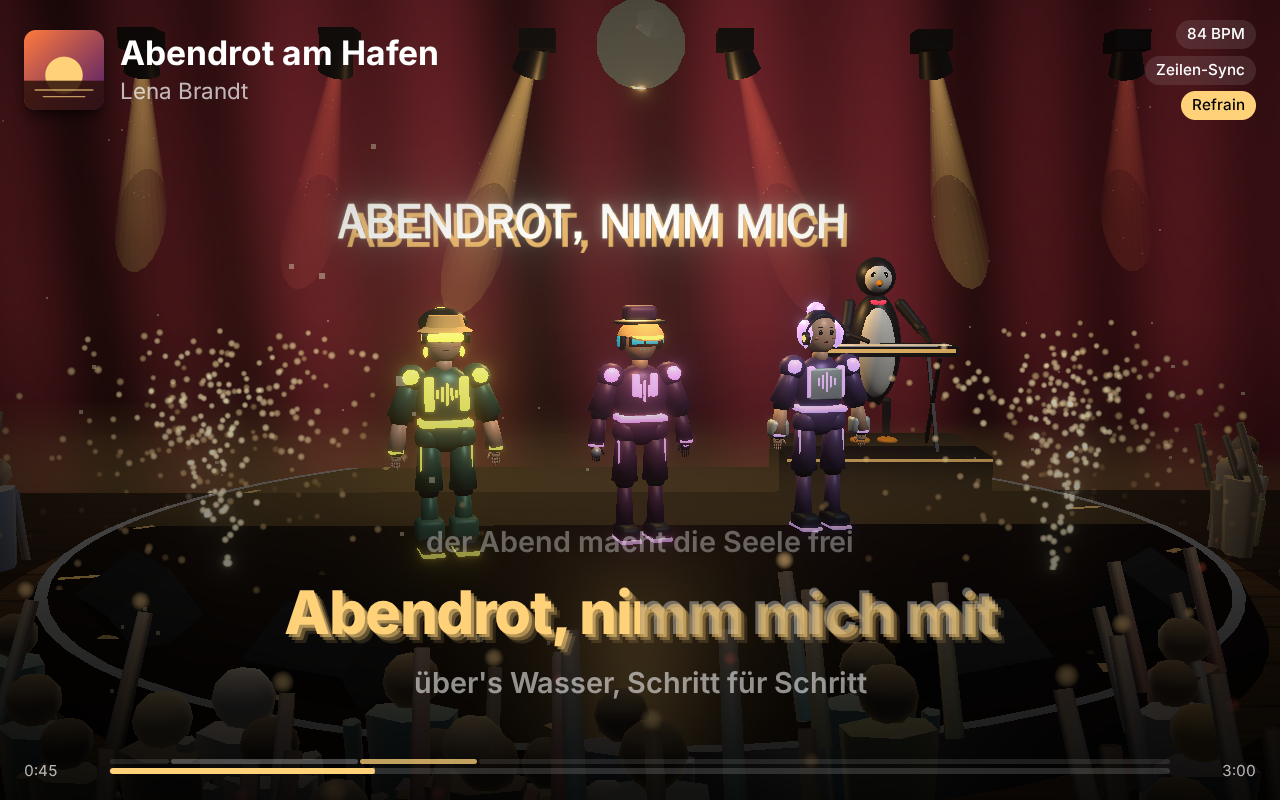 Abendrot am Hafen
Lena Brandt
84 BPM
Zeilen-Sync
Refrain
ABENDROT, NIMM MICH
der Abend macht die Seele frei
Abendrot, nimm mich mit
über's Wasser, Schritt für Schritt
0:45
3:00